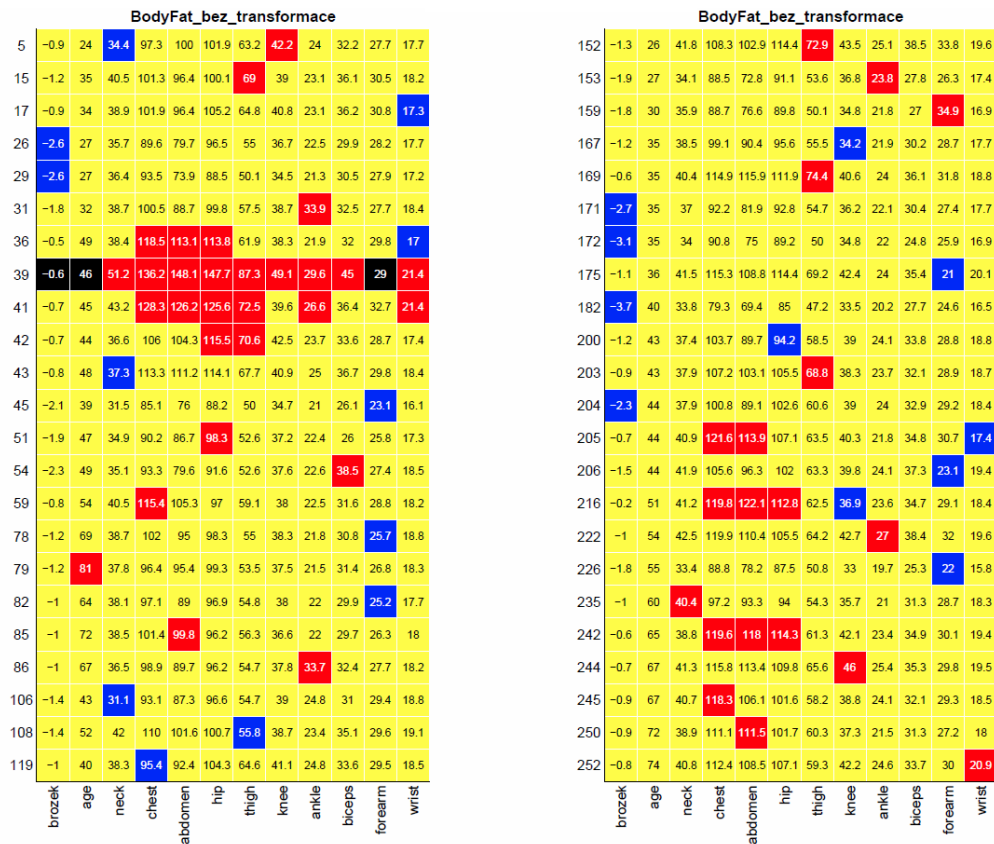 BodyFat_bez_transformace
5 −0.9 24 34.4 97.3 100 101.9 63.2 42.2 24 32.2 27.7 17.7
15 −1.2 35 40.5 101.3 96.4 100.1 69 39 23.1 36.1 30.5 18.2
17 −0.9 34 38.9 101.9 96.4 105.2 64.8 40.8 23.1 36.2 30.8 17.3
26 −2.6 27 35.7 89.6 79.7 96.5 55 36.7 22.5 29.9 28.2 17.7
29 −2.6 27 36.4 93.5 73.9 88.5 50.1 34.5 21.3 30.5 27.9 17.2
31 −1.8 32 38.7 100.5 88.7 99.8 57.5 38.7 33.9 32.5 27.7 18.4
36 −0.5 49 38.4 118.5 113.1 113.8 61.9 38.3 21.9 32 29.8 17
39 −0.6 46 51.2 136.2 148.1 147.7 87.3 49.1 29.6 45 29 21.4
41 −0.7 45 43.2 128.3 126.2 125.6 72.5 39.6 26.6 36.4 32.7 21.4
42 −0.7 44 36.6 106 104.3 115.5 70.6 42.5 23.7 33.6 28.7 17.4
43 −0.8 48 37.3 113.3 111.2 114.1 67.7 40.9 25 36.7 29.8 18.4
45 −2.1 39 31.5 85.1 76 88.2 50 34.7 21 26.1 23.1 16.1
51 −1.9 47 34.9 90.2 86.7 98.3 52.6 37.2 22.4 26 25.8 17.3
54 −2.3 49 35.1 93.3 79.6 91.6 52.6 37.6 22.6 38.5 27.4 18.5
59 −0.8 54 40.5 115.4 105.3 97 59.1 38 22.5 31.6 28.8 18.2
78 −1.2 69 38.7 102 95 98.3 55 38.3 21.8 30.8 25.7 18.8
79 −1.2 81 37.8 96.4 95.4 99.3 53.5 37.5 21.5 31.4 26.8 18.3
82 −1 64 38.1 97.1 89 96.9 54.8 38 22 29.9 25.2 17.7
85 −1 72 38.5 101.4 99.8 96.2 56.3 36.6 22 29.7 26.3 18
86 −1 67 36.5 98.9 89.7 96.2 54.7 37.8 33.7 32.4 27.7 18.2
106 −1.4 43 31.1 93.1 87.3 96.6 54.7 39 24.8 31 29.4 18.8
108 −1.4 52 42 110 101.6 100.7 55.8 38.7 23.4 35.1 29.6 19.1
119 −1 40 38.3 95.4 92.4 104.3 64.6 41.1 24.8 33.6 29.5 18.5
brozek age neck chest abdomen hip thigh knee ankle biceps forearm wrist
BodyFat_bez_transformace
152 −1.3 26 41.8 108.3 102.9 114.4 72.9 43.5 25.1 38.5 33.8 19.6
153 −1.9 27 34.1 88.5 72.8 91.1 53.6 36.8 23.8 27.8 26.3 17.4
159 −1.8 30 35.9 88.7 76.6 89.8 50.1 34.8 21.8 27 34.9 16.9
167 −1.2 35 38.5 99.1 90.4 95.6 55.5 34.2 21.9 30.2 28.7 17.7
169 −0.6 35 40.4 114.9 115.9 111.9 74.4 40.6 24 36.1 31.8 18.8
171 −2.7 35 37 92.2 81.9 92.8 54.7 36.2 22.1 30.4 27.4 17.7
172 −3.1 35 34 90.8 75 89.2 50 34.8 22 24.8 25.9 16.9
175 −1.1 36 41.5 115.3 108.8 114.4 69.2 42.4 24 35.4 21 20.1
182 −3.7 40 33.8 79.3 69.4 85 47.2 33.5 20.2 27.7 24.6 16.5
200 −1.2 43 37.4 103.7 89.7 94.2 58.5 39 24.1 33.8 28.8 18.8
203 −0.9 43 37.9 107.2 103.1 105.5 68.8 38.3 23.7 32.1 28.9 18.7
204 −2.3 44 37.9 100.8 89.1 102.6 60.6 39 24 32.9 29.2 18.4
205 −0.7 44 40.9 121.6 113.9 107.1 63.5 40.3 21.8 34.8 30.7 17.4
206 −1.5 44 41.9 105.6 96.3 102 63.3 39.8 24.1 37.3 23.1 19.4
216 −0.2 51 41.2 119.8 122.1 112.8 62.5 36.9 23.6 34.7 29.1 18.4
222 −1 54 42.5 119.9 110.4 105.5 64.2 42.7 27 38.4 32 19.6
226 −1.8 55 33.4 88.8 78.2 87.5 50.8 33 19.7 25.3 22 15.8
235 −1 60 40.4 97.2 93.3 94 54.3 35.7 21 31.3 28.7 18.3
242 −0.6 65 38.8 119.6 118 114.3 61.3 42.1 23.4 34.9 30.1 19.4
244 −0.7 67 41.3 115.8 113.4 109.8 65.6 46 25.4 35.3 29.8 19.5
245 −0.9 67 40.7 118.3 106.1 101.6 58.2 38.8 24.1 32.1 29.3 18.5
250 −0.9 72 38.9 111.1 111.5 101.7 60.3 37.3 21.5 31.3 27.2 18
252 −0.8 74 40.8 112.4 108.5 107.1 59.3 42.2 24.6 33.7 30 20.9
brozek age neck chest abdomen hip thigh knee ankle biceps forearm wrist